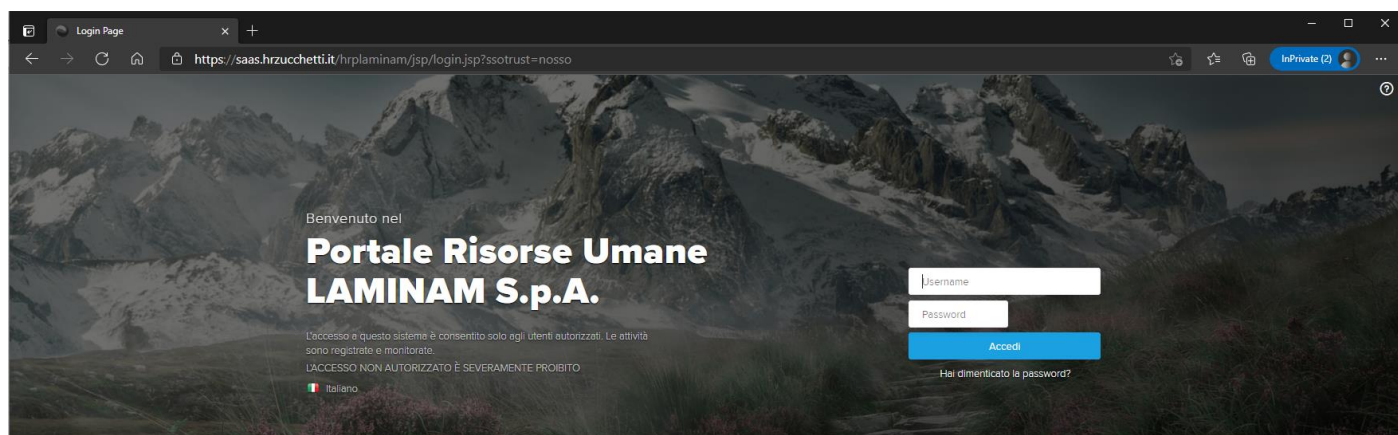 Login Page
https://saas.hrzucchetti.it/hrplaminam/jsp/login.jsp?ssotrust=nosso
InPrivate (2)
Benvenuto nel
Portale Risorse Umane
LAMINAM S.p.A.
L'accesso a questo sistema è consentito solo agli utenti autorizzati. Le attività
sono registrate e monitorate.
L'ACCESSO NON AUTORIZZATO È SEVERAMENTE PROIBITO
Italiano
Username
Password
Accedi
Hai dimenticato la password?